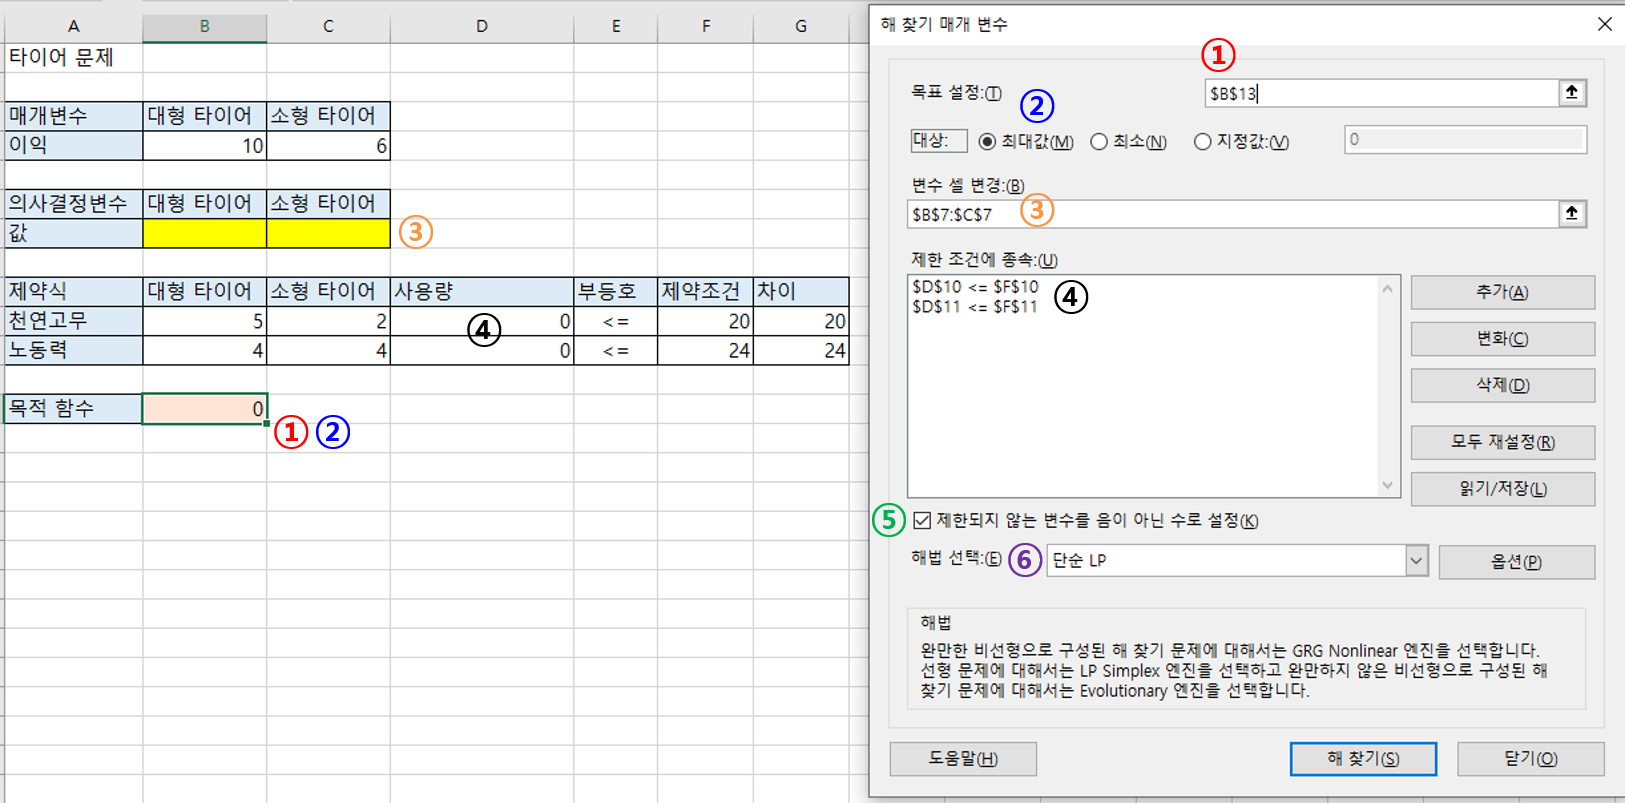 A B C D E F G
타이어 문제
매개변수 대형 타이어 소형 타이어
이익 10 6
의사결정변수 대형 타이어 소형 타이어
값 ③
제약식 대형 타이어 소형 타이어 사용량 부등호 제약조건 차이
천연고무 5 2 ④ 0 <= 20 20
노동력 4 4 0 <= 24 24
목적 함수 0 ① ②
해 찾기 매개 변수
①
목표 설정:(T) ② $B$13
대상: 최대값(M) 최소(N) 지정값:(V) 0
변수 셀 변경:(B)
$B$7:$C$7 ③
제한 조건에 종속:(U)
$D$10 <= $F$10
$D$11 <= $F$11
④
추가(A)
변화(C)
삭제(D)
모두 재설정(R)
읽기/저장(L)
⑤ 제한되지 않는 변수를 음이 아닌 수로 설정(K)
해법 선택:(E) ⑥ 단순 LP 옵션(P)
해법
완만한 비선형으로 구성된 해 찾기 문제에 대해서는 GRG Nonlinear 엔진을 선택합니다.
선형 문제에 대해서는 LP Simplex 엔진을 선택하고 완만하지 않은 비선형으로 구성된 해
찾기 문제에 대해서는 Evolutionary 엔진을 선택합니다.
도움말(H) 해 찾기(S) 닫기(O)